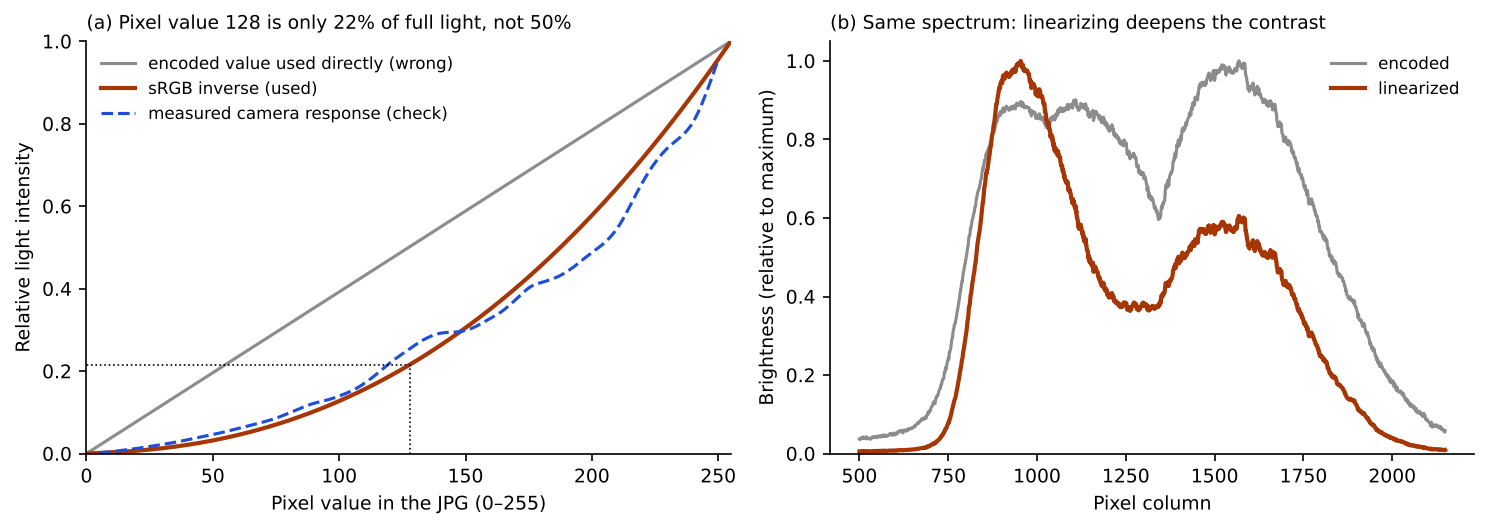 (a) Pixel value 128 is only 22% of full light, not 50%
encoded value used directly (wrong)
sRGB inverse (used)
measured camera response (check)
Relative light intensity
1.0
0.8
0.6
0.4
0.2
0.0
0
50
100
150
200
250
Pixel value in the JPG (0–255)
(b) Same spectrum: linearizing deepens the contrast
encoded
linearized
Brightness (relative to maximum)
1.0
0.8
0.6
0.4
0.2
0.0
500
750
1000
1250
1500
1750
2000
Pixel column